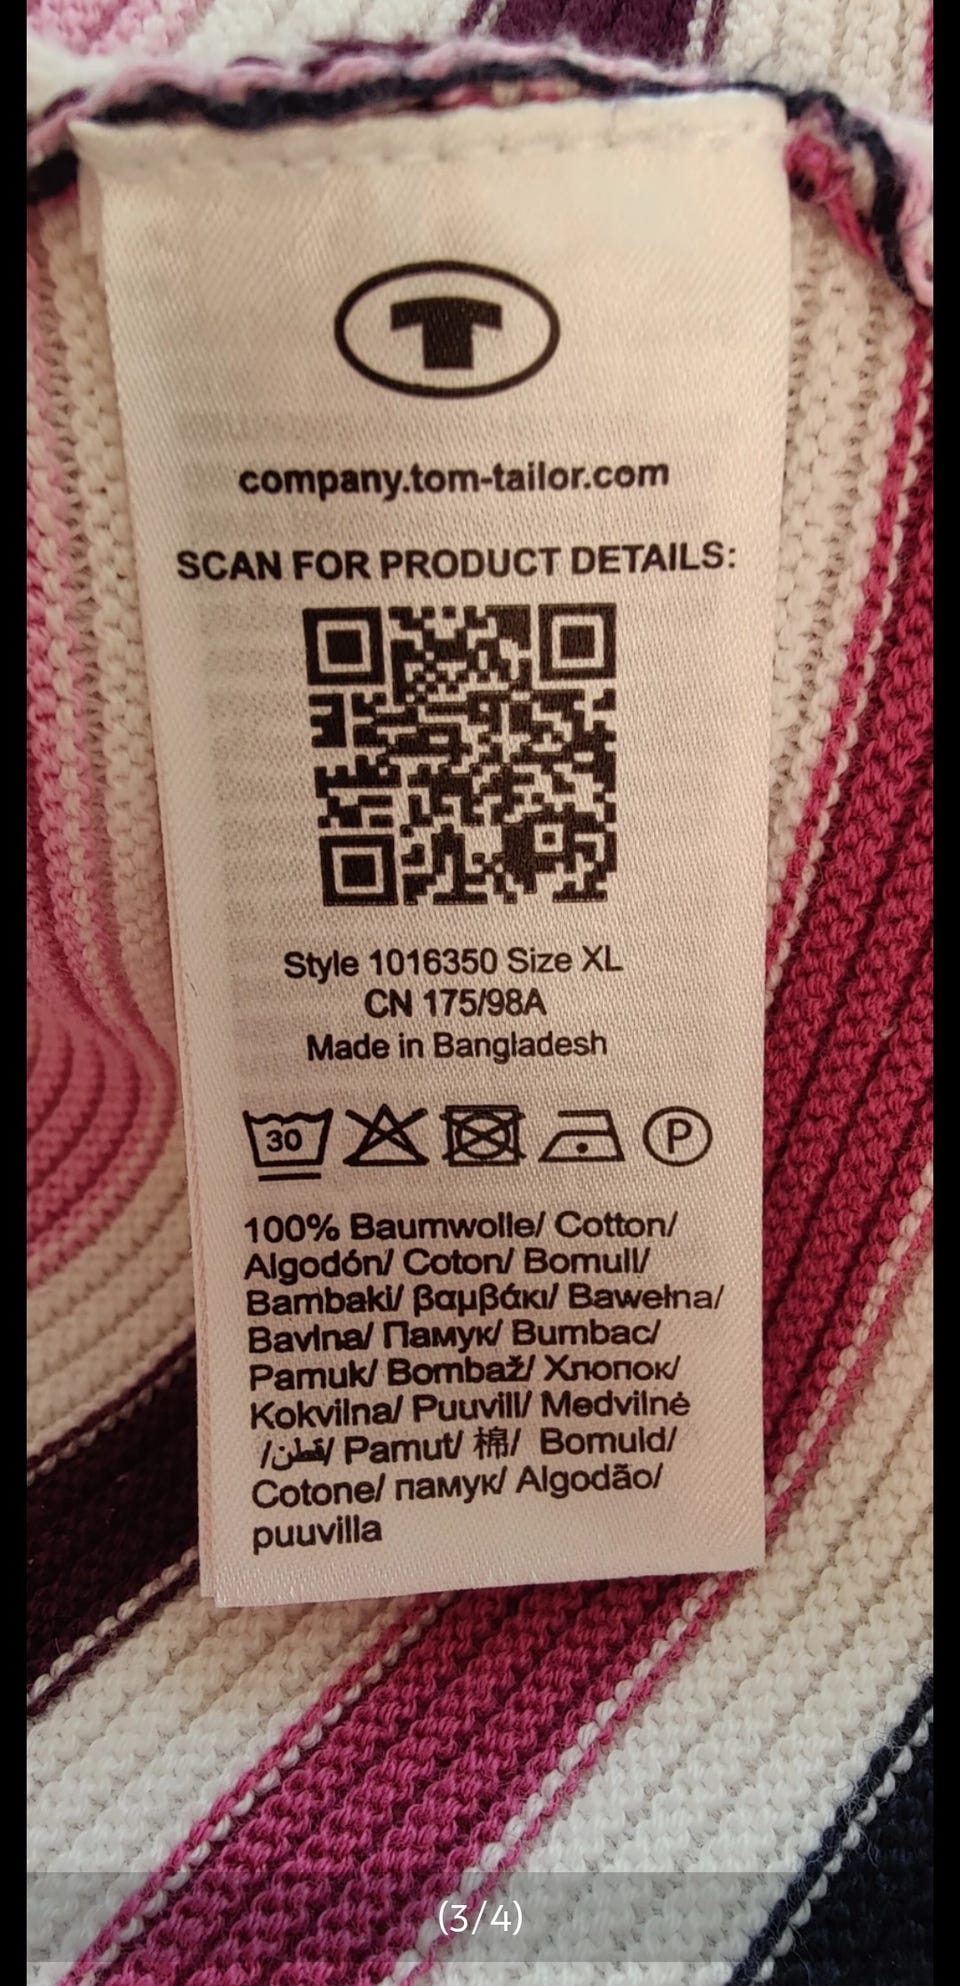 company.tom-tailor.com
SCAN FOR PRODUCT DETAILS:
Style 1016350 Size XL
CN 175/98A
Made in Bangladesh
30 P
100% Baumwolle/ Cotton/
Algodón/ Coton/ Bomull/
Bambaki/ βαμβάκι/ Bawełna/
Bavlna/ Памук/ Bumbac/
Pamuk/ Bombaž/ Хлопок/
Kokvilna/ Puuvill/ Medvilnė
/قطن/ Pamut/ 棉/ Bomuld/
Cotone/ памук/ Algodão/
puuvilla
(3/4)